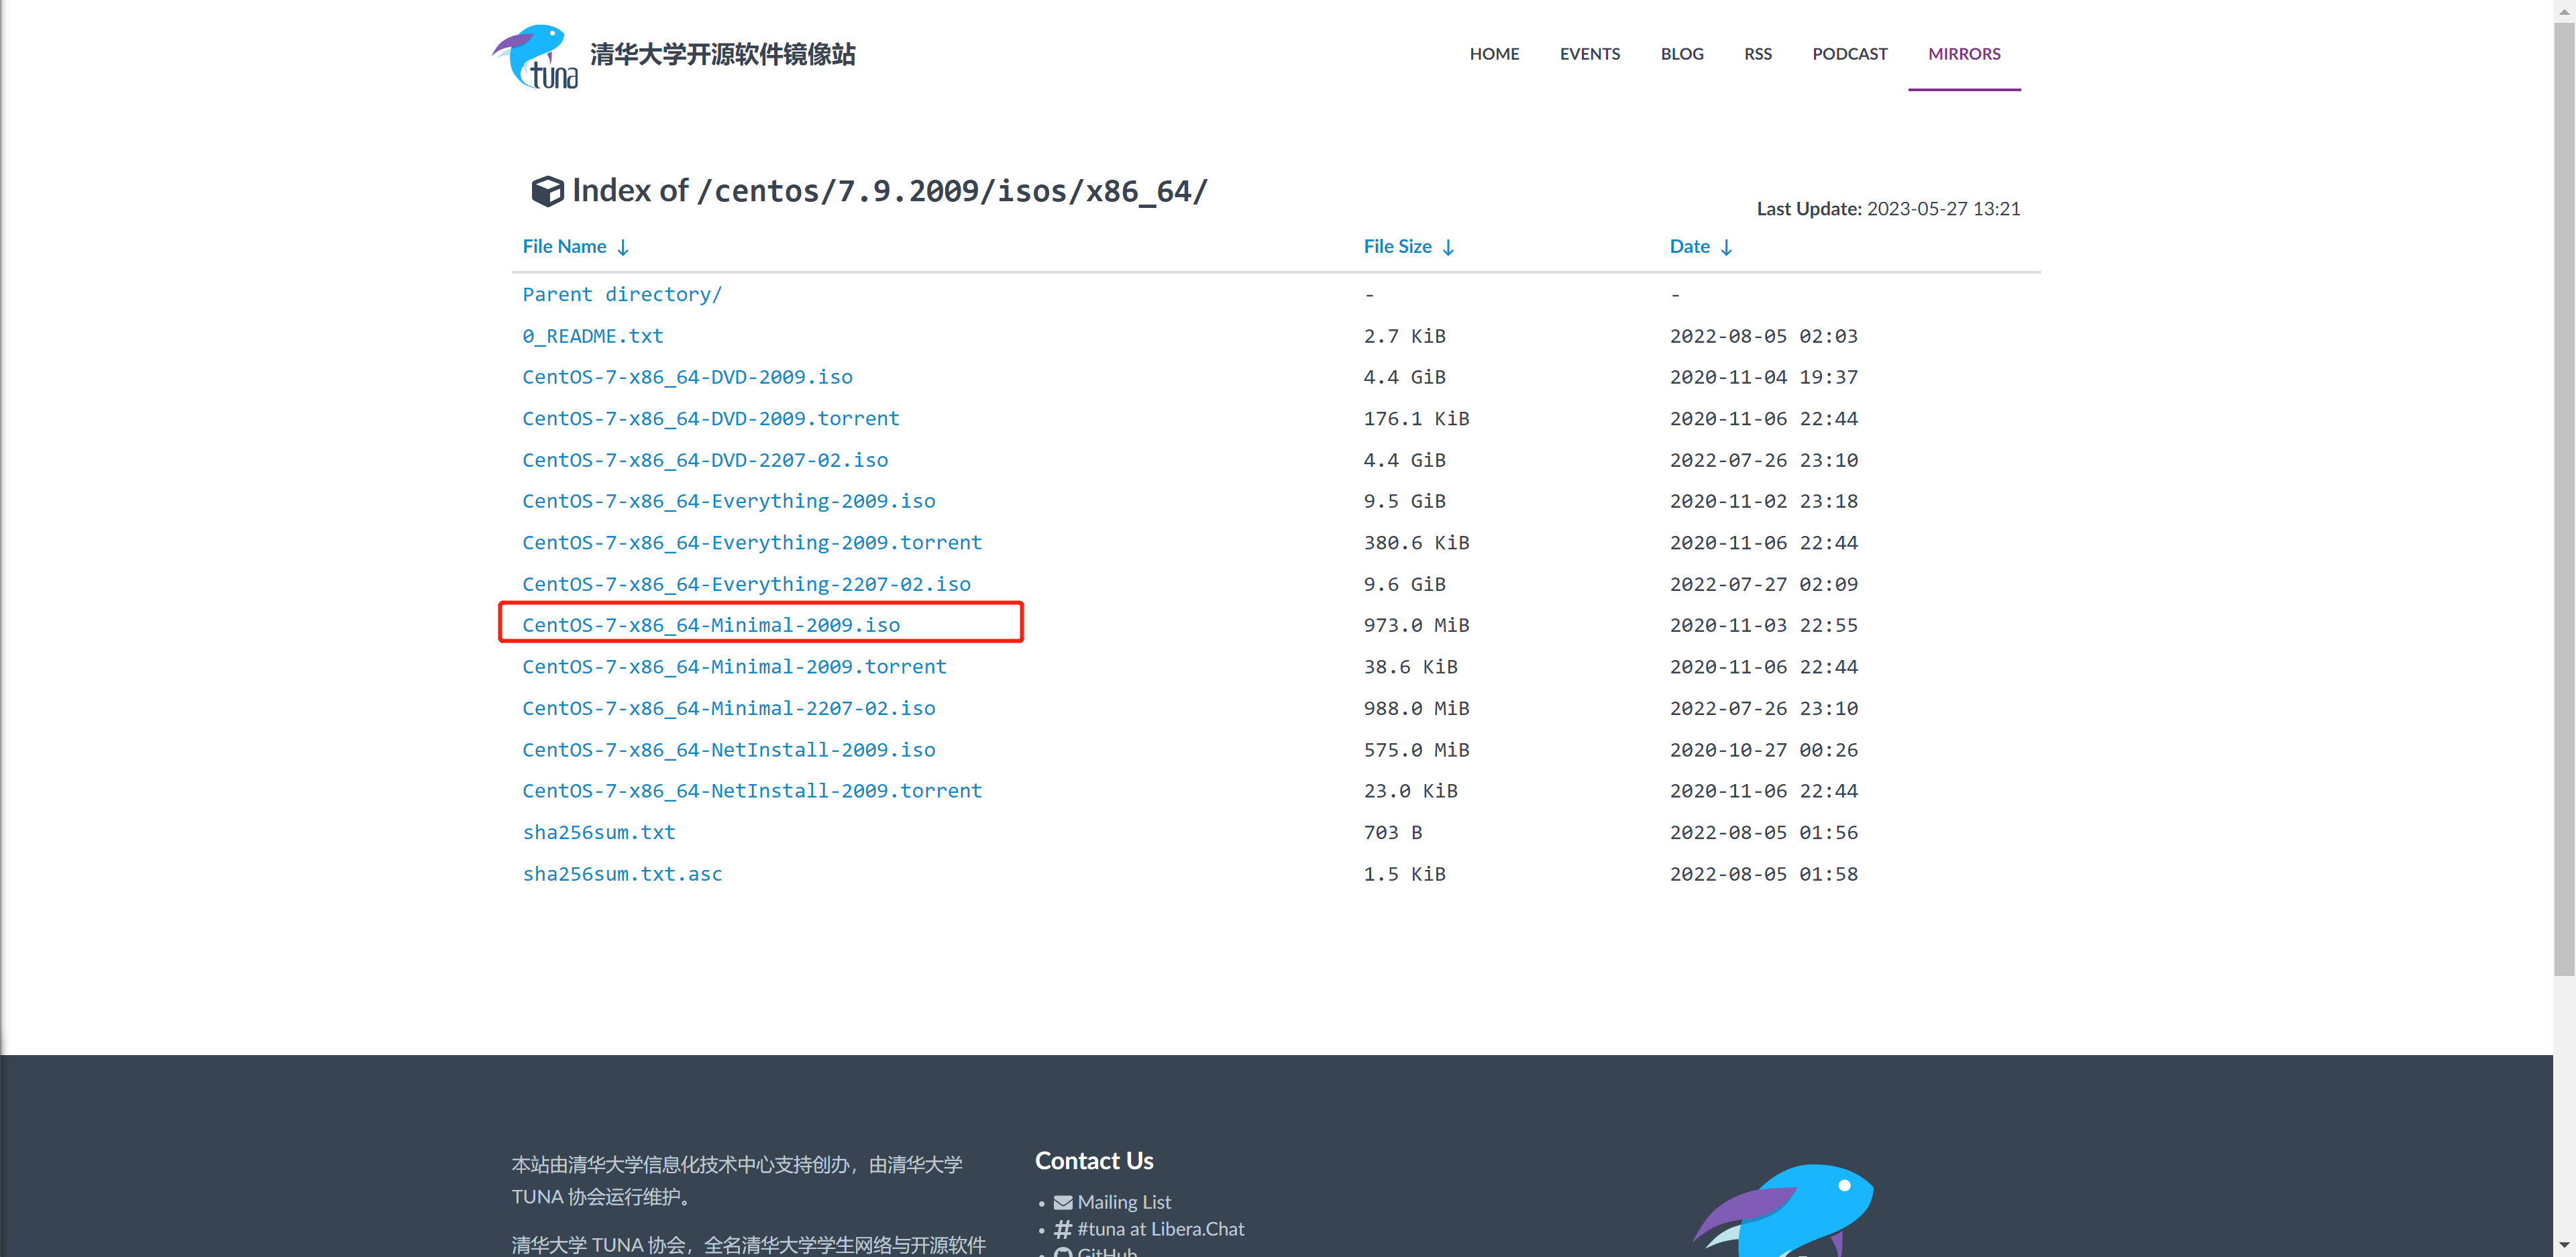 tuna
清华大学开源软件镜像站
HOME EVENTS BLOG RSS PODCAST MIRRORS
Index of /centos/7.9.2009/isos/x86_64/
Last Update: 2023-05-27 13:21
File Name ↓ File Size ↓ Date ↓
Parent directory/ - -
0_README.txt 2.7 KiB 2022-08-05 02:03
CentOS-7-x86_64-DVD-2009.iso 4.4 GiB 2020-11-04 19:37
CentOS-7-x86_64-DVD-2009.torrent 176.1 KiB 2020-11-06 22:44
CentOS-7-x86_64-DVD-2207-02.iso 4.4 GiB 2022-07-26 23:10
CentOS-7-x86_64-Everything-2009.iso 9.5 GiB 2020-11-02 23:18
CentOS-7-x86_64-Everything-2009.torrent 380.6 KiB 2020-11-06 22:44
CentOS-7-x86_64-Everything-2207-02.iso 9.6 GiB 2022-07-27 02:09
CentOS-7-x86_64-Minimal-2009.iso 973.0 MiB 2020-11-03 22:55
CentOS-7-x86_64-Minimal-2009.torrent 38.6 KiB 2020-11-06 22:44
CentOS-7-x86_64-Minimal-2207-02.iso 988.0 MiB 2022-07-26 23:10
CentOS-7-x86_64-NetInstall-2009.iso 575.0 MiB 2020-10-27 00:26
CentOS-7-x86_64-NetInstall-2009.torrent 23.0 KiB 2020-11-06 22:44
sha256sum.txt 703 B 2022-08-05 01:56
sha256sum.txt.asc 1.5 KiB 2022-08-05 01:58
本站由清华大学信息化技术中心支持创办，由清华大学
TUNA 协会运行维护。
清华大学 TUNA 协会，全名清华大学学生网络与开源软件
Contact Us
Mailing List
#tuna at Libera.Chat
GitHub